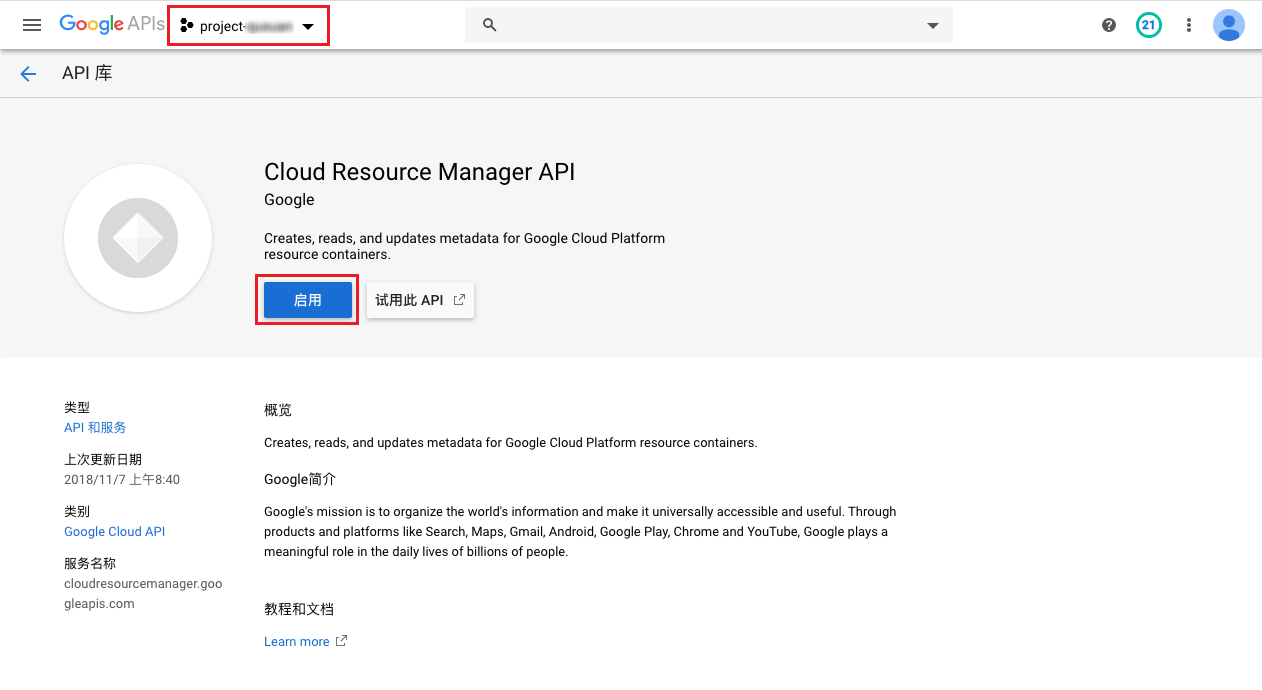 Google APIs project-
21
API 库
Cloud Resource Manager API
Google
Creates, reads, and updates metadata for Google Cloud Platform
resource containers.
启用
试用此 API
类型
API 和服务
上次更新日期
2018/11/7 上午8:40
类别
Google Cloud API
服务名称
cloudresourcemanager.goo
gleapis.com
概览
Creates, reads, and updates metadata for Google Cloud Platform resource containers.
Google简介
Google's mission is to organize the world's information and make it universally accessible and useful. Through
products and platforms like Search, Maps, Gmail, Android, Google Play, Chrome and YouTube, Google plays a
meaningful role in the daily lives of billions of people.
教程和文档
Learn more